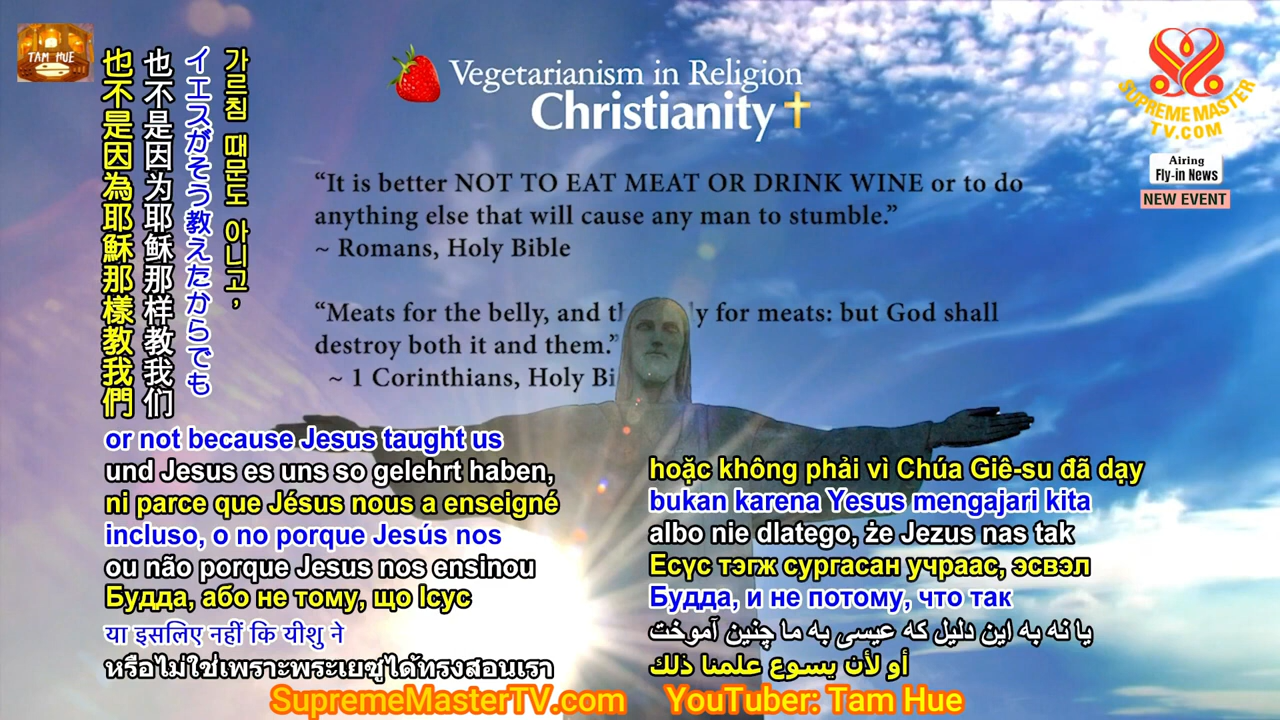 TAM HUE
也不是因為耶穌那樣教我們
也不是因为耶稣那样教我们
イエスがそう教えたからでも
가르침 때문도 아니고,
Vegetarianism in Religion
Christianity
SUPREME MASTER
TV.COM
Airing
Fly-in News
NEW EVENT
“It is better NOT TO EAT MEAT OR DRINK WINE or to do
anything else that will cause any man to stumble.”
~ Romans, Holy Bible
“Meats for the belly, and th y for meats: but God shall
destroy both it and them.”
~ 1 Corinthians, Holy Bi
or not because Jesus taught us
und Jesus es uns so gelehrt haben,
ni parce que Jésus nous a enseigné
incluso, o no porque Jesús nos
ou não porque Jesus nos ensinou
Будда, або не тому, що Ісус
या इसलिए नहीं कि यीशु ने
หรือไม่ใช่เพราะพระเยซูได้ทรงสอนเรา
hoặc không phải vì Chúa Giê-su đã dạy
bukan karena Yesus mengajari kita
albo nie dlatego, że Jezus nas tak
Есүс тэгж сургасан учраас, эсвэл
Будда, и не потому, что так
یا نه به این دلیل که عیسی به ما چنین آموخت
أو لأن يسوع علمنا ذلك
SupremeMasterTV.com YouTuber: Tam Hue